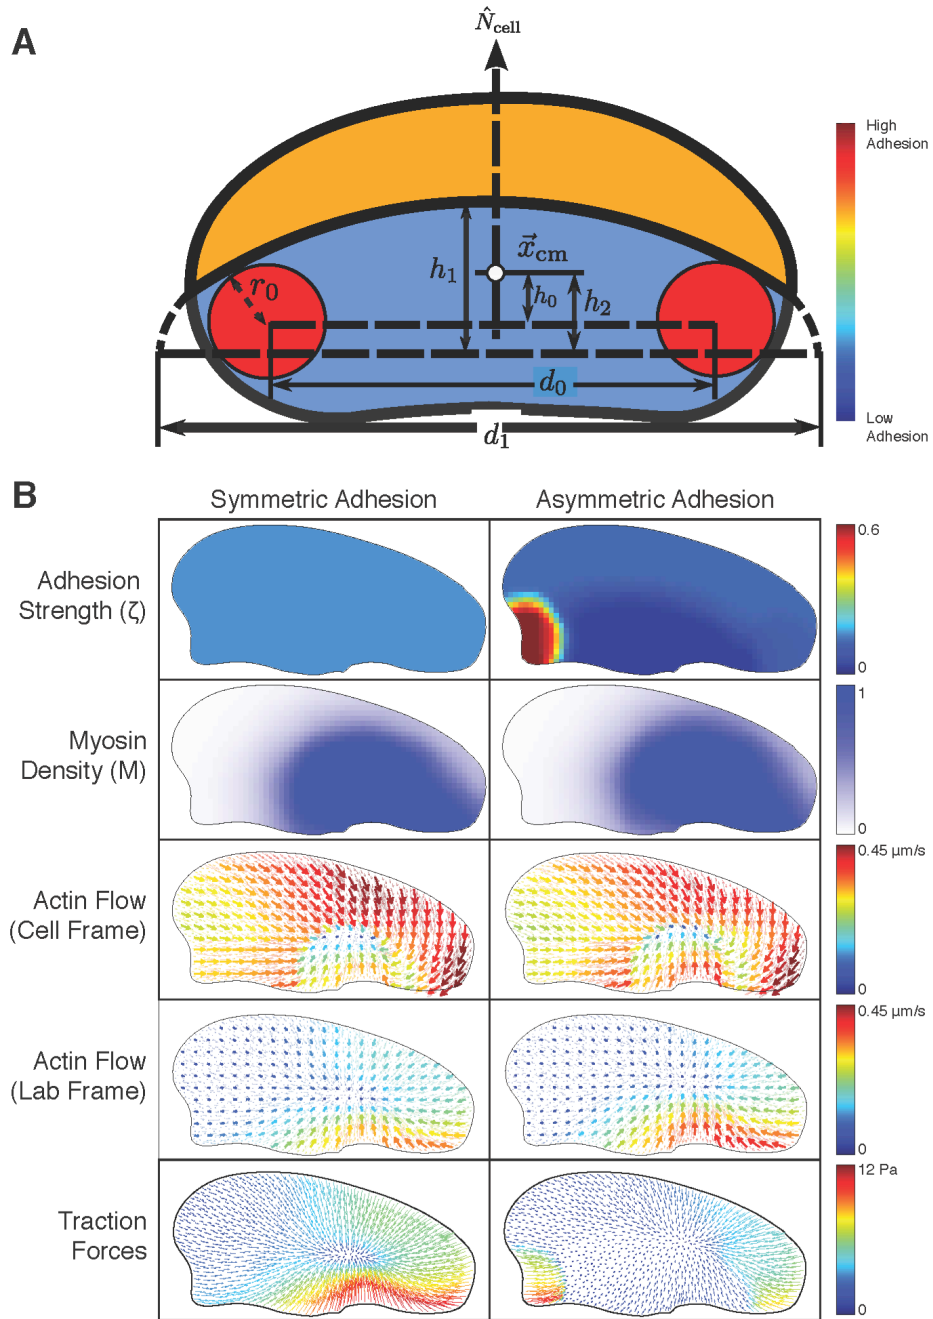 A
N̂cell
High
Adhesion
x⃗cm
h1
r0
h0
h2
d0
Low
Adhesion
d1
B
Symmetric Adhesion
Asymmetric Adhesion
Adhesion
Strength (ζ)
0.6
0
Myosin
Density (M)
1
0
Actin Flow
(Cell Frame)
0.45 μm/s
0
Actin Flow
(Lab Frame)
0.45 μm/s
0
Traction
Forces
12 Pa
0